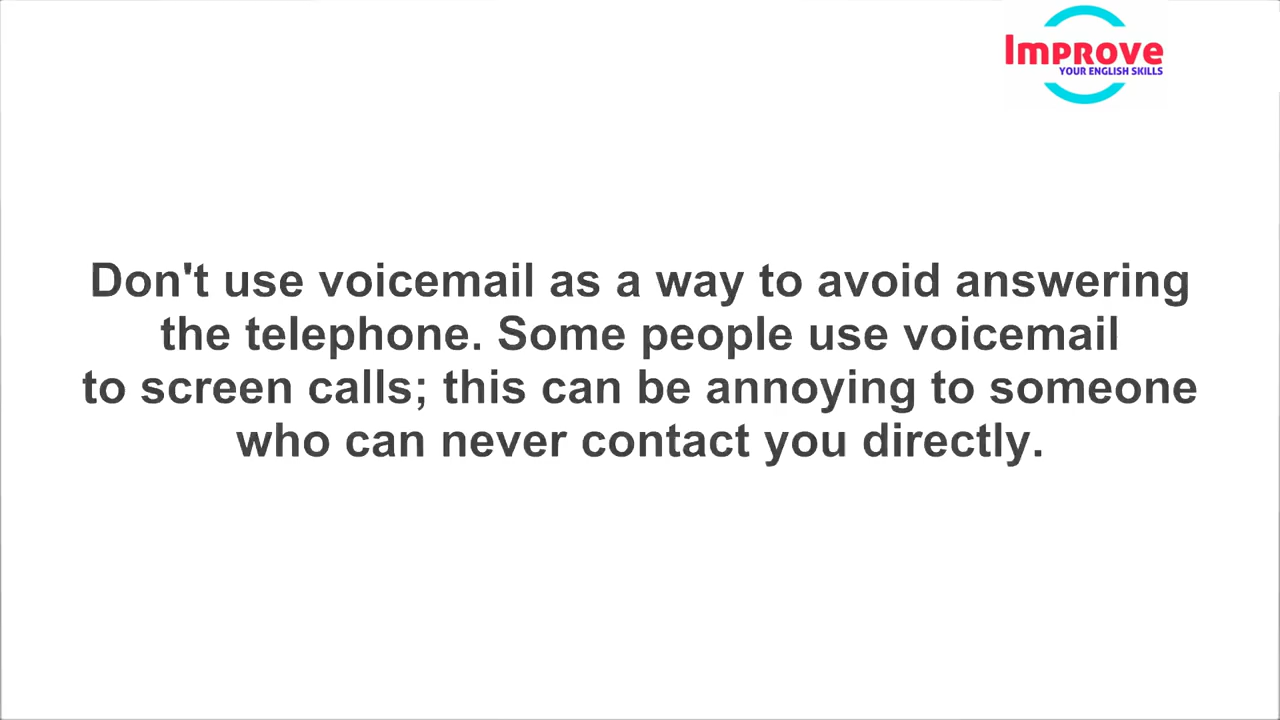 Improve
YOUR ENGLISH SKILLS
Don't use voicemail as a way to avoid answering
the telephone. Some people use voicemail
to screen calls; this can be annoying to someone
who can never contact you directly.